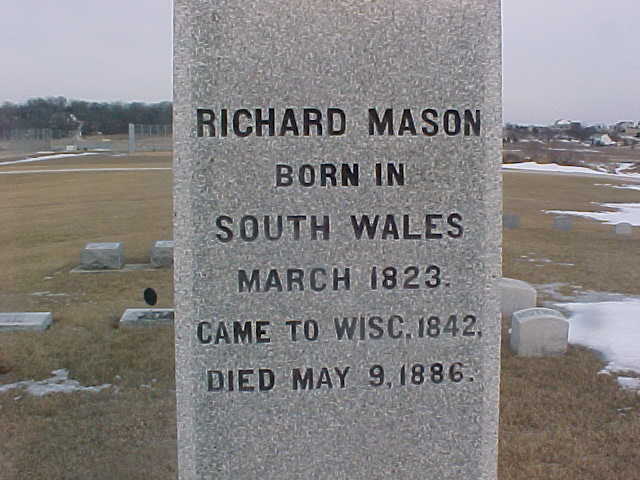 RICHARD MASON
BORN IN
SOUTH WALES
MARCH 1823.
CAME TO WISC, 1842,
DIED MAY 9, 1886.